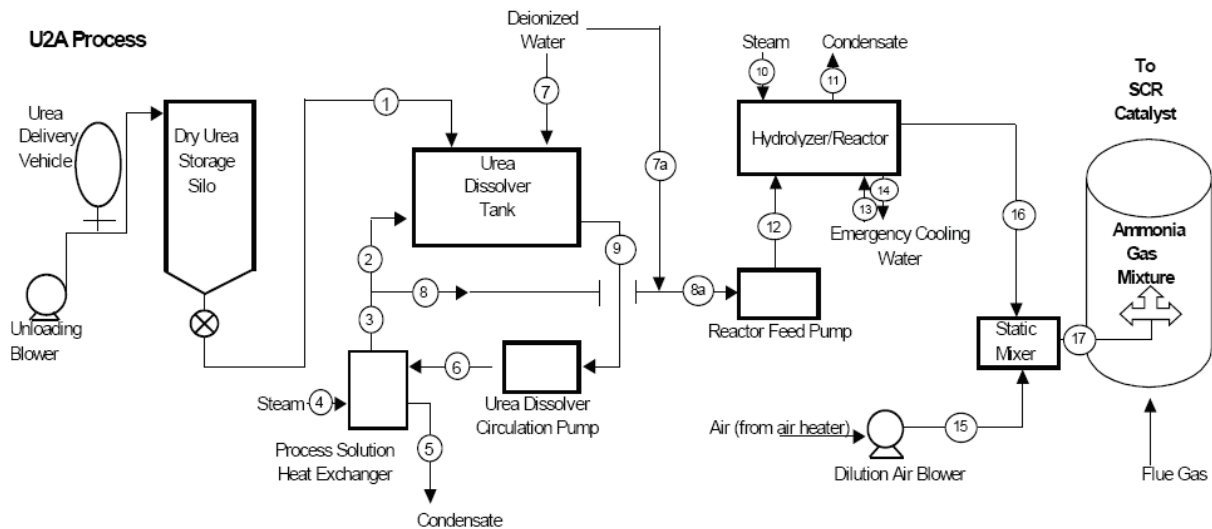 U2A Process
Urea
Delivery
Vehicle
Unloading
Blower
Dry Urea
Storage
Silo
1
Deionized
Water
7
Urea
Dissolver
Tank
2
9
8
3
7a
8a
6
Steam
4
5
Process Solution
Heat Exchanger
Condensate
Urea Dissolver
Circulation Pump
Steam
10
Condensate
11
Hydrolyzer/Reactor
14
13
12
Emergency Cooling
Water
Reactor Feed Pump
16
Static
Mixer
17
Air (from air heater)
15
Dilution Air Blower
To
SCR
Catalyst
Ammonia
Gas
Mixture
Flue Gas